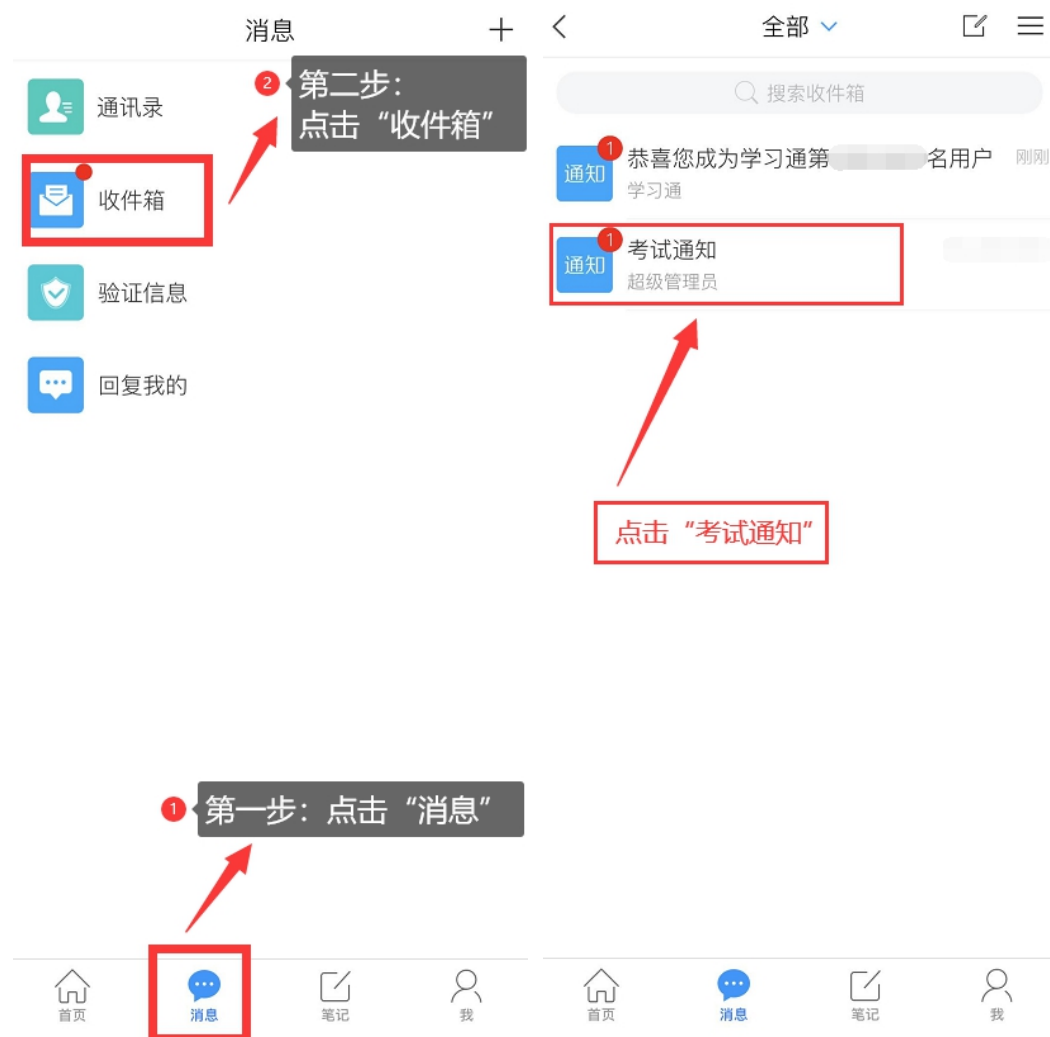 消息
2
第二步：
点击“收件箱”
通讯录
收件箱
验证信息
回复我的
1
第一步：点击“消息”
首页
消息
笔记
我
全部
搜索收件箱
通知
1
恭喜您成为学习通第
名用户
刚刚
学习通
通知
1
考试通知
超级管理员
点击“考试通知”
首页
消息
笔记
我